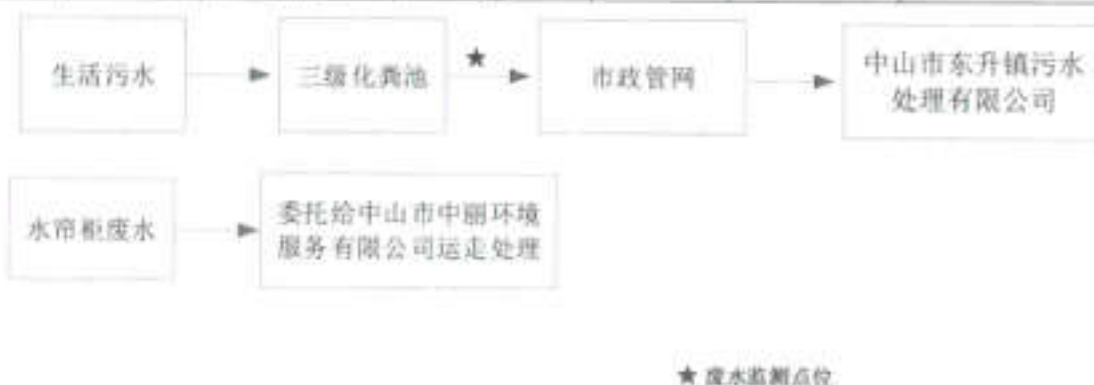 生活污水
三级化粪池
★
市政管网
中山市东升镇污水
处理有限公司
水帘柜废水
委托给中山市中丽环境
服务有限公司运走处理
★ 废水监测点位